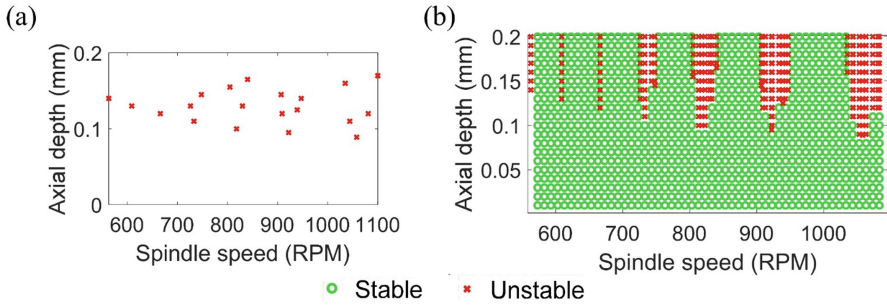 (a)
(b)
Axial depth (mm)
0.2
0.1
0
600 700 800 900 1000 1100
Spindle speed (RPM)
Axial depth (mm)
0.2
0.15
0.1
0.05
600 700 800 900 1000
Spindle speed (RPM)
Stable Unstable